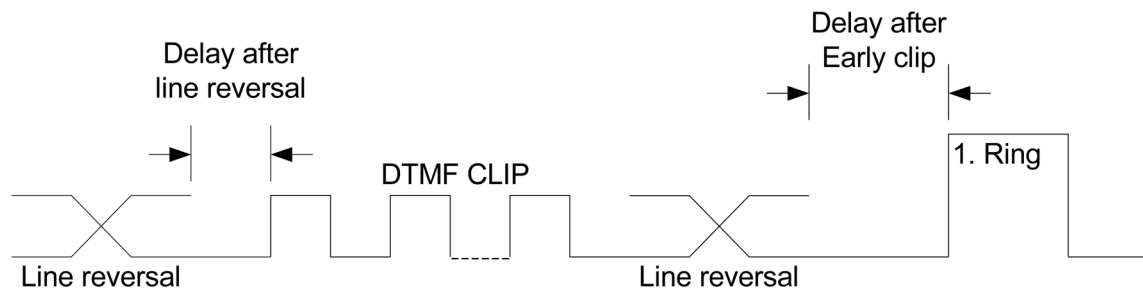 Delay after
line reversal
Delay after
Early clip
DTMF CLIP
1. Ring
Line reversal
Line reversal